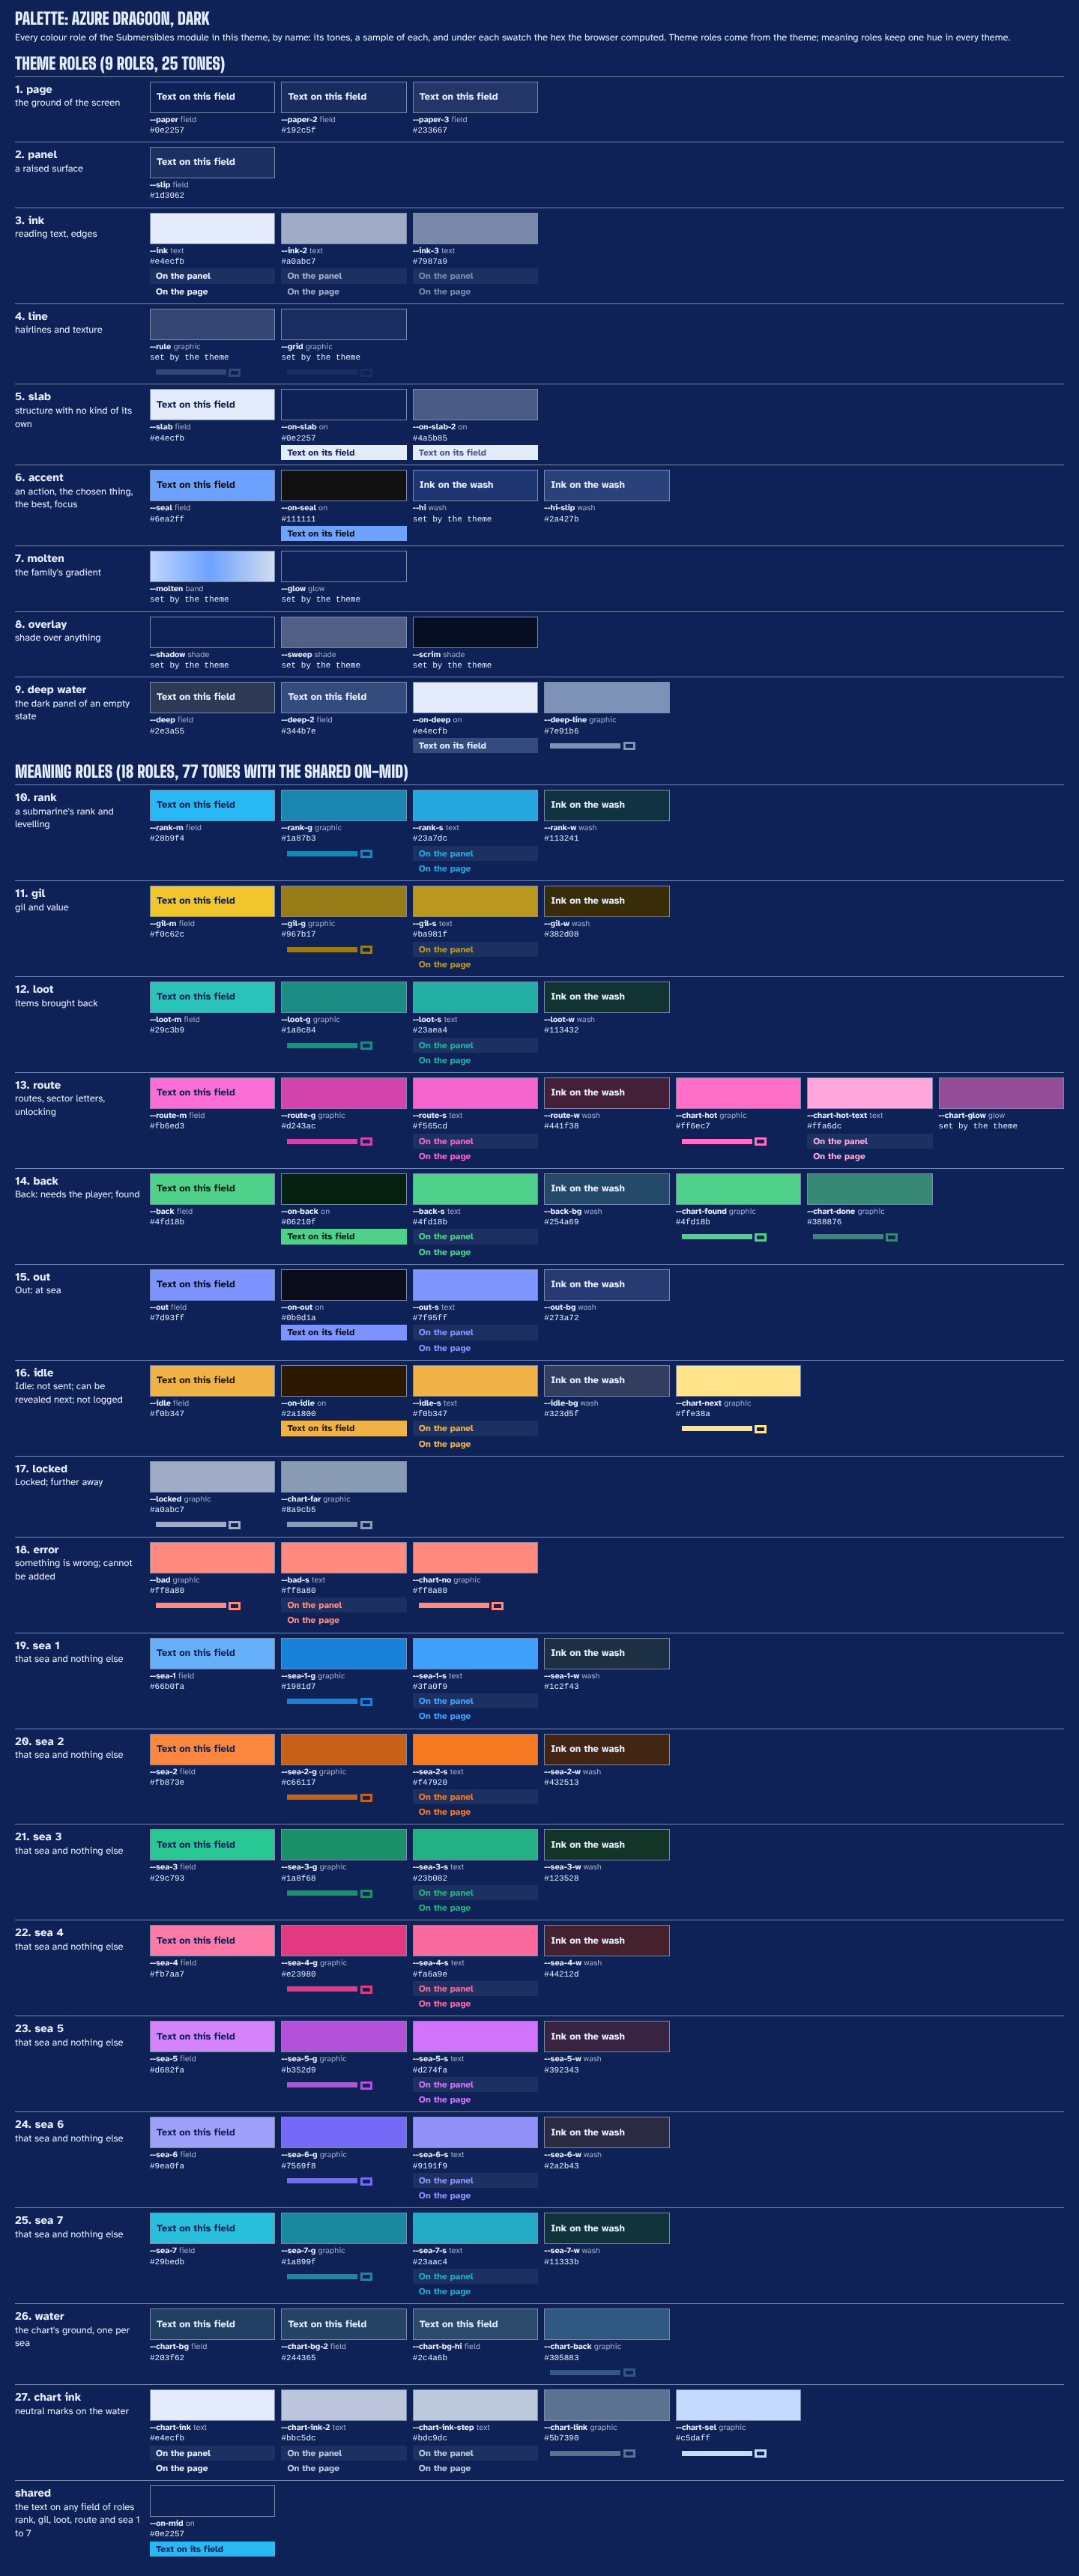 PALETTE: AZURE DRAGOON, DARK
Every colour role of the Submersibles module in this theme, by name: its tones, a sample of each, and under each swatch the hex the browser computed. Theme roles come from the theme; meaning roles keep one hue in every theme.
THEME ROLES (9 ROLES, 25 TONES)
1. page
the ground of the screen
Text on this field Text on this field Text on this field
--paper field --paper-2 field --paper-3 field
#0e2257 #192c5f #233667
2. panel
a raised surface
Text on this field
--slip field
#1d3062
3. ink
reading text, edges
--ink text --ink-2 text --ink-3 text
#e4ecfb #a0abc7 #7987a9
On the panel On the panel On the panel
On the page On the page On the page
4. line
hairlines and texture
--rule graphic --grid graphic
set by the theme set by the theme
5. slab
structure with no kind of its
own
Text on this field
--slab field --on-slab on --on-slab-2 on
#e4ecfb #0e2257 #4a5b85
Text on its field Text on its field
6. accent
an action, the chosen thing,
the best, focus
Text on this field Ink on the wash Ink on the wash
--seal field --on-seal on --hi wash --hi-slip wash
#6ea2ff #111111 set by the theme #2a427b
Text on its field
7. molten
the family's gradient
--molten band --glow glow
set by the theme set by the theme
8. overlay
shade over anything
--shadow shade --sweep shade --scrim shade
set by the theme set by the theme set by the theme
9. deep water
the dark panel of an empty
state
Text on this field Text on this field
--deep field --deep-2 field --on-deep on --deep-line graphic
#2e3a55 #344b7e #e4ecfb #7e91b6
Text on its field
MEANING ROLES (18 ROLES, 77 TONES WITH THE SHARED ON-MID)
10. rank
a submarine's rank and
levelling
Text on this field Ink on the wash
--rank-m field --rank-g graphic --rank-s text --rank-w wash
#28b9f4 #1a87b3 #23a7dc #113241
On the panel
On the page
11. gil
gil and value
Text on this field Ink on the wash
--gil-m field --gil-g graphic --gil-s text --gil-w wash
#f0c62c #967b17 #ba981f #382d08
On the panel
On the page
12. loot
items brought back
Text on this field Ink on the wash
--loot-m field --loot-g graphic --loot-s text --loot-w wash
#29c3b9 #1a8c84 #23aea4 #113432
On the panel
On the page
13. route
routes, sector letters,
unlocking
Text on this field Ink on the wash
--route-m field --route-g graphic --route-s text --route-w wash --chart-hot graphic --chart-hot-text text --chart-glow glow
#fb6ed3 #d243ac #f565cd #441f38 #ff6ec7 #ffa6dc set by the theme
On the panel On the panel
On the page On the page
14. back
Back: needs the player; found
Text on this field Ink on the wash
--back field --on-back on --back-s text --back-bg wash --chart-found graphic --chart-done graphic
#4fd18b #06210f #4fd18b #254a69 #4fd18b #388876
Text on its field On the panel
On the page
15. out
Out: at sea
Text on this field Ink on the wash
--out field --on-out on --out-s text --out-bg wash
#7d93ff #0b0d1a #7f95ff #273a72
Text on its field On the panel
On the page
16. idle
Idle: not sent; can be
revealed next; not logged
Text on this field Ink on the wash
--idle field --on-idle on --idle-s text --idle-bg wash --chart-next graphic
#f0b347 #2a1800 #f0b347 #323d5f #ffe38a
Text on its field On the panel
On the page
17. locked
Locked; further away
--locked graphic --chart-far graphic
#a0abc7 #8a9cb5
18. error
something is wrong; cannot
be added
--bad graphic --bad-s text --chart-no graphic
#ff8a80 #ff8a80 #ff8a80
On the panel
On the page
19. sea 1
that sea and nothing else
Text on this field Ink on the wash
--sea-1 field --sea-1-g graphic --sea-1-s text --sea-1-w wash
#66b0fa #1981d7 #3fa0f9 #1c2f43
On the panel
On the page
20. sea 2
that sea and nothing else
Text on this field Ink on the wash
--sea-2 field --sea-2-g graphic --sea-2-s text --sea-2-w wash
#fb873e #c66117 #f47920 #432513
On the panel
On the page
21. sea 3
that sea and nothing else
Text on this field Ink on the wash
--sea-3 field --sea-3-g graphic --sea-3-s text --sea-3-w wash
#29c793 #1a8f68 #23b082 #123528
On the panel
On the page
22. sea 4
that sea and nothing else
Text on this field Ink on the wash
--sea-4 field --sea-4-g graphic --sea-4-s text --sea-4-w wash
#fb7aa7 #e23980 #fa6a9e #44212d
On the panel
On the page
23. sea 5
that sea and nothing else
Text on this field Ink on the wash
--sea-5 field --sea-5-g graphic --sea-5-s text --sea-5-w wash
#d682fa #b352d9 #d274fa #392343
On the panel
On the page
24. sea 6
that sea and nothing else
Text on this field Ink on the wash
--sea-6 field --sea-6-g graphic --sea-6-s text --sea-6-w wash
#9ea0fa #7569f8 #9191f9 #2a2b43
On the panel
On the page
25. sea 7
that sea and nothing else
Text on this field Ink on the wash
--sea-7 field --sea-7-g graphic --sea-7-s text --sea-7-w wash
#29bedb #1a899f #23aac4 #11333b
On the panel
On the page
26. water
the chart's ground, one per
sea
Text on this field Text on this field Text on this field
--chart-bg field --chart-bg-2 field --chart-bg-hi field --chart-back graphic
#203f62 #244365 #2c4a6b #305883
27. chart ink
neutral marks on the water
--chart-ink text --chart-ink-2 text --chart-ink-step text --chart-link graphic --chart-sel graphic
#e4ecfb #bbc5dc #bdc9dc #5b7390 #c5daff
On the panel On the panel On the panel
On the page On the page On the page
shared
the text on any field of roles
rank, gil, loot, route and sea 1
to 7
--on-mid on
#0e2257
Text on its field